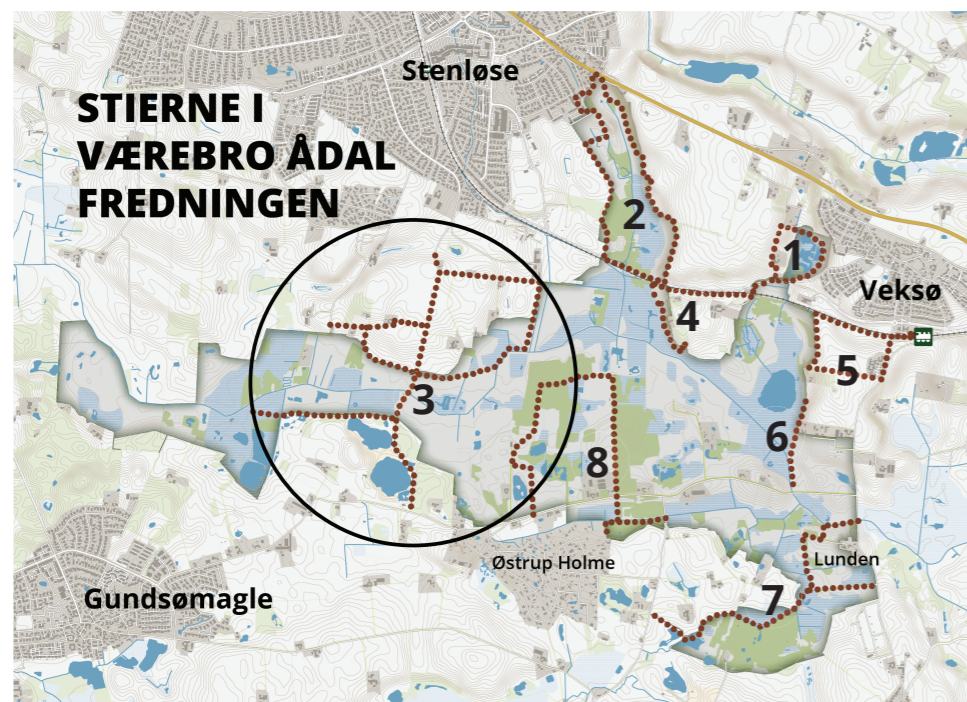 Stenløse
STIERNE I
VÆREBRO ÅDAL
FREDNINGEN
2
1
Veksø
4
5
3
6
8
Østrup Holme
Lunden
Gundsømagle
7